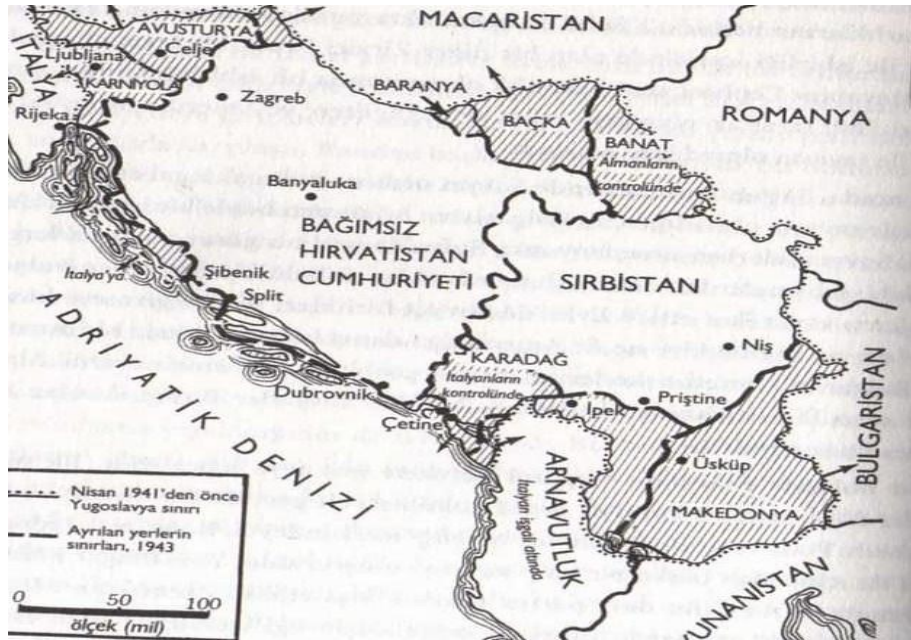 MACARİSTAN
AVUSTURYA
İTALYA
Ljubljana
Celje
KARNİYOLA
Zagre
BARANYA
Rijeka
BAÇKA
ROMANYA
BANAT
Almanların
kontrolünde
Banyaluka
BAĞIMSIZ
HIRVATİSTAN
CUMHURİYETİ
İtalya'ya
Şibenik
Split
SIRBİSTAN
ADRİYATİK DENİZ
Niş
KARADAĞ
İtalyanların
kontrolünde
Dubrovnik
Çetine
İpek
Priştine
BULGARİSTAN
Üsküp
ARNAVUTLUK
İtalyan işgali altında
MAKEDONYA
YUNANİSTAN
Nisan 1941'den önce
Yugoslavya sınırı
Ayrılan yerlerin
sınırları 1943
0 50 100
ölçek (mil)